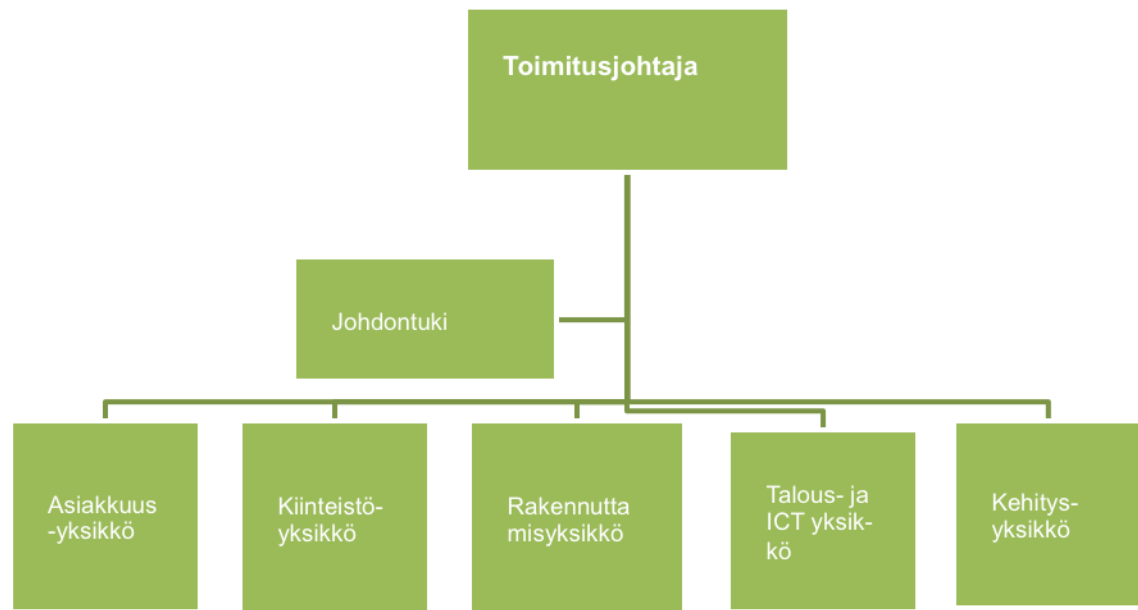 Toimitusjohtaja
Johdontuki
Asiakkuus
-yksikkö
Kiinteistö-
yksikkö
Rakennutta
misyksikkö
Talous- ja
ICT yksik-
kö
Kehitys-
yksikkö